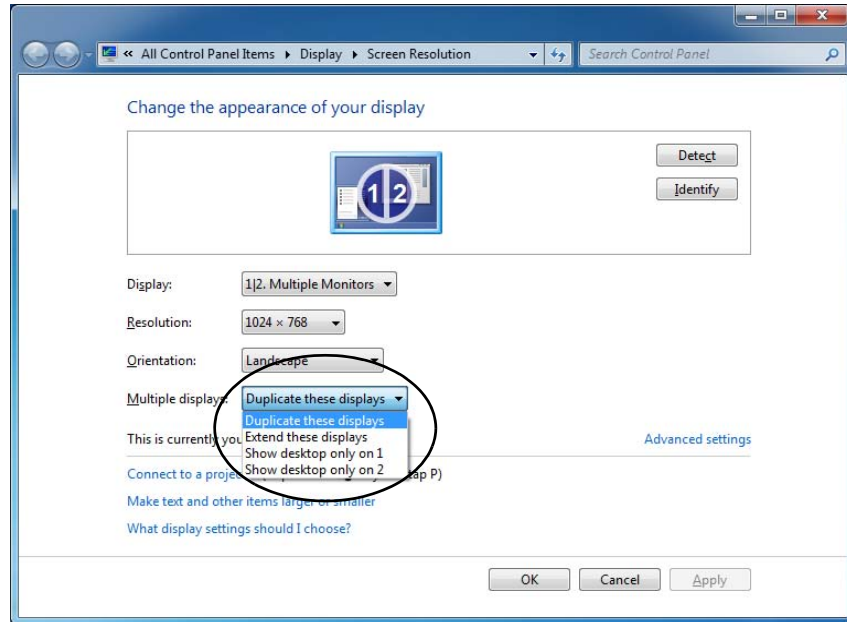 « All Control Panel Items ▸ Display ▸ Screen Resolution
Search Control Panel
Change the appearance of your display
1|2
Detect
Identify
Display: 1|2. Multiple Monitors
Resolution: 1024 × 768
Orientation: Landscape
Multiple displays: Duplicate these displays
Duplicate these displays
Extend these displays
Show desktop only on 1
Show desktop only on 2
This is currently
Advanced settings
Connect to a tap P)
Make text and other items larger or smaller
What display settings should I choose?
OK Cancel Apply